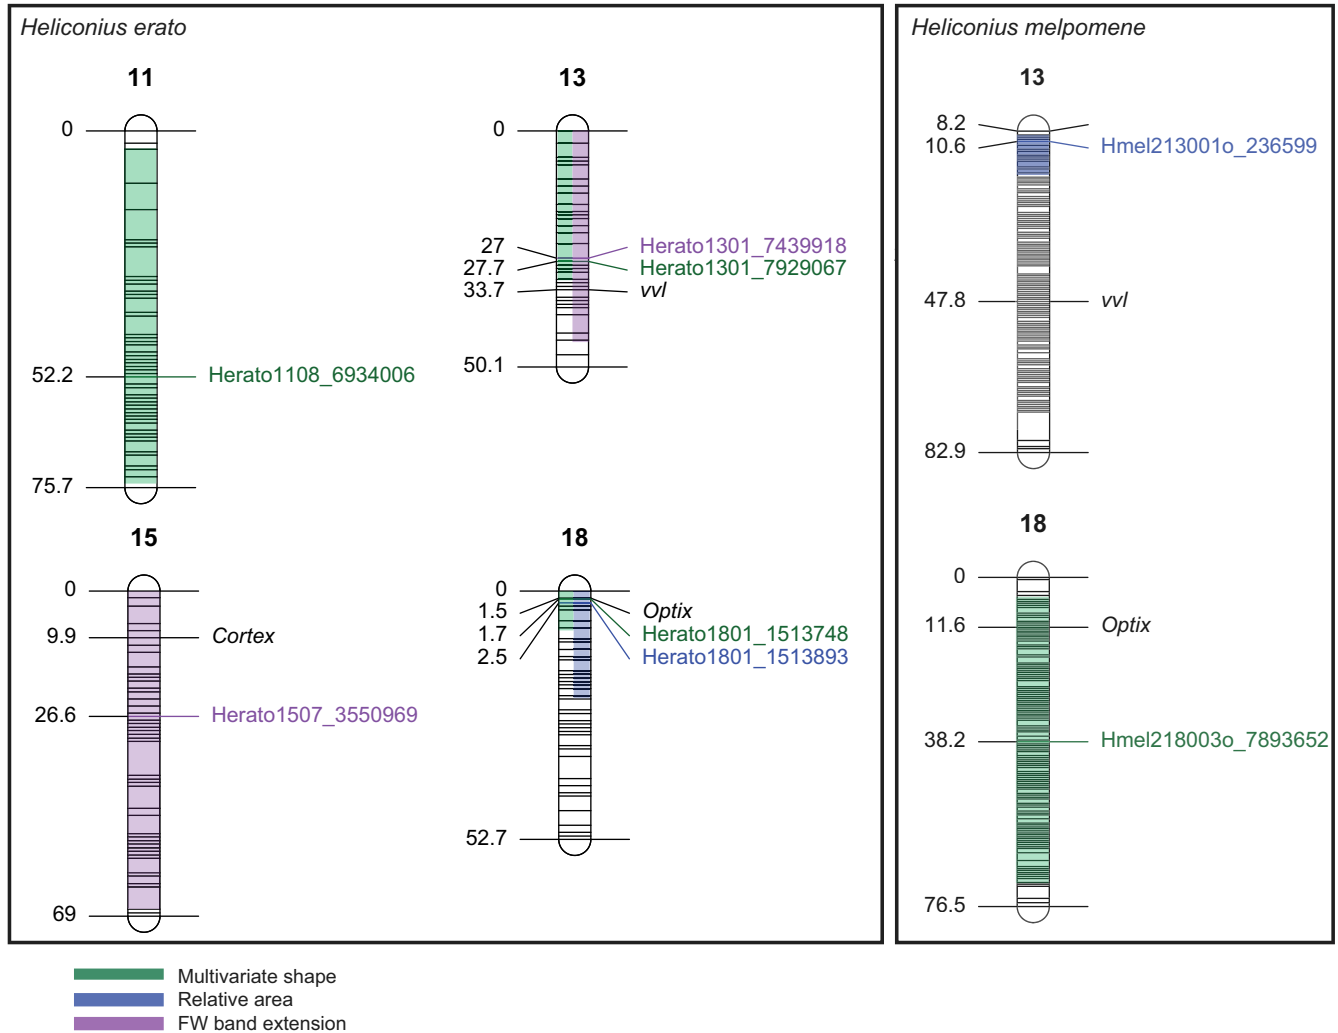 Heliconius erato
11
0
52.2
Herato1108_6934006
75.7
13
0
27
Herato1301_7439918
27.7
Herato1301_7929067
33.7
vvl
50.1
15
0
9.9
Cortex
26.6
Herato1507_3550969
69
18
0
1.5
Optix
1.7
Herato1801_1513748
2.5
Herato1801_1513893
52.7
Heliconius melpomene
13
8.2
10.6
Hmel213001o_236599
47.8
vvl
82.9
18
0
11.6
Optix
38.2
Hmel218003o_7893652
76.5
Multivariate shape
Relative area
FW band extension